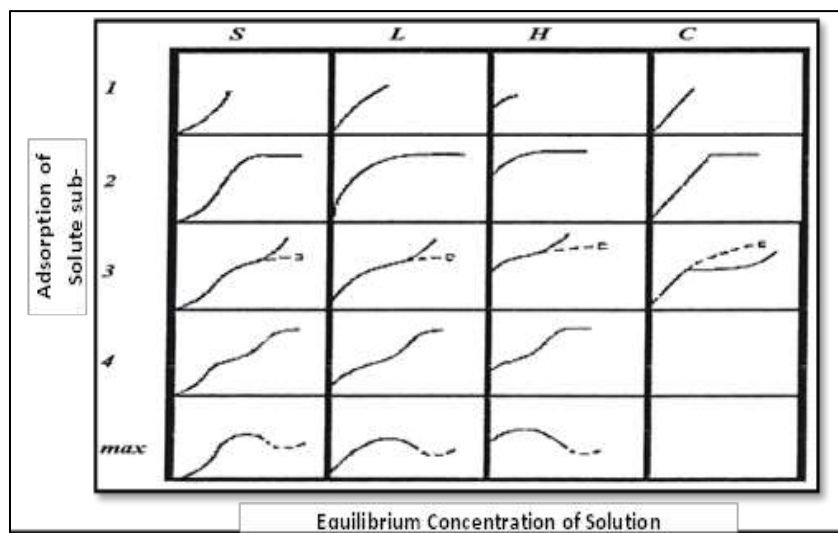 S L H C
1
2
3
4
max
Adsorption of
Solute sub-
Equilibrium Concentration of Solution